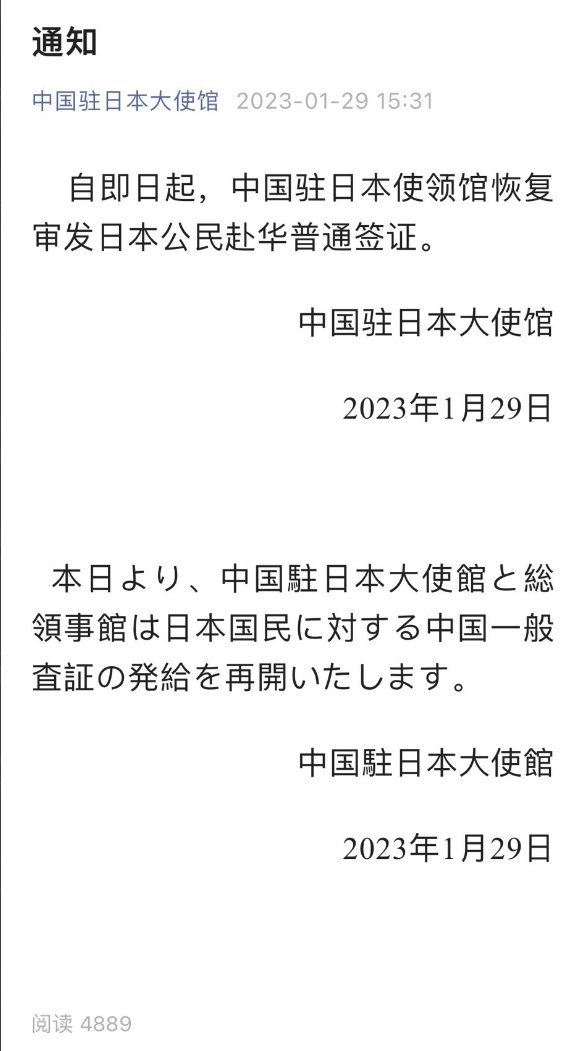 通知
中国驻日本大使馆 2023-01-29 15:31
自即日起，中国驻日本使领馆恢复
审发日本公民赴华普通签证。
中国驻日本大使馆
2023年1月29日
本日より、中国駐日本大使館と総
領事館は日本国民に対する中国一般
査証の発給を再開いたします。
中国駐日本大使館
2023年1月29日
阅读 4889